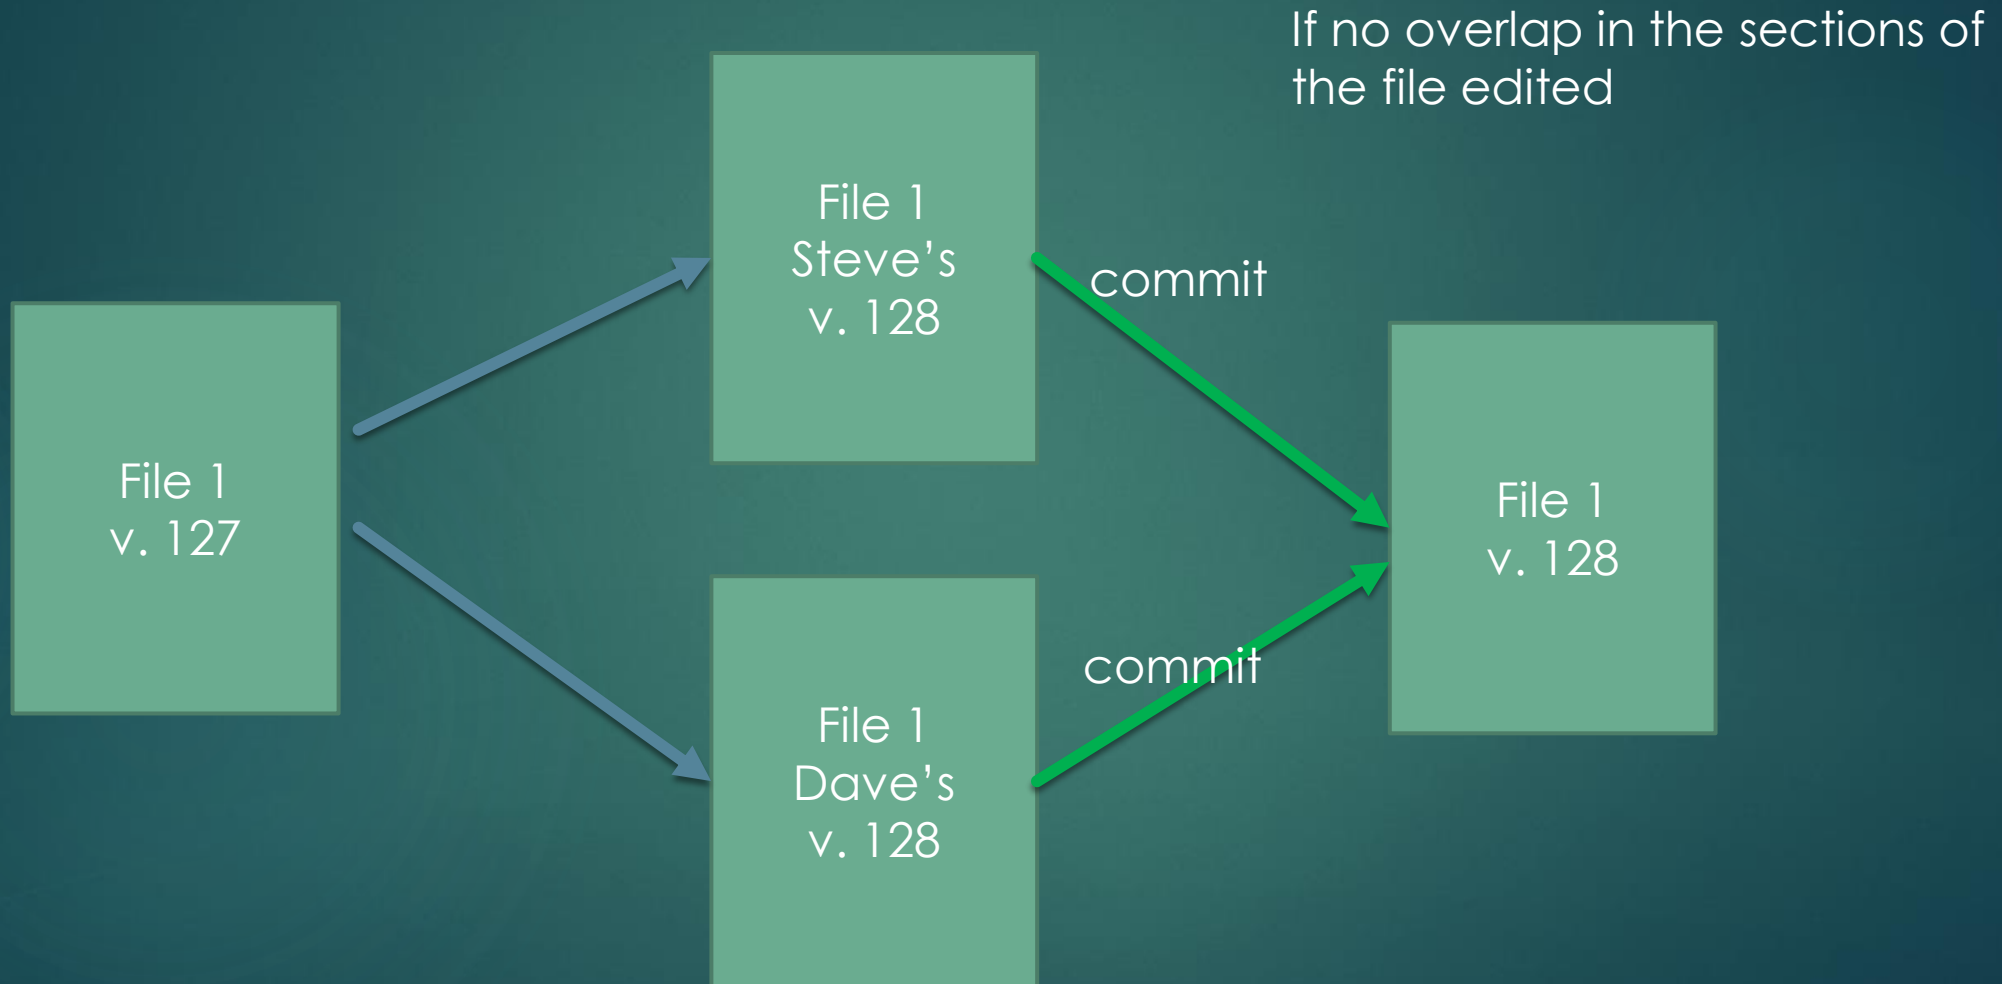 If no overlap in the sections of
the file edited
File 1
Steve’s
v. 128
commit
File 1
v. 127
File 1
v. 128
commit
File 1
Dave’s
v. 128